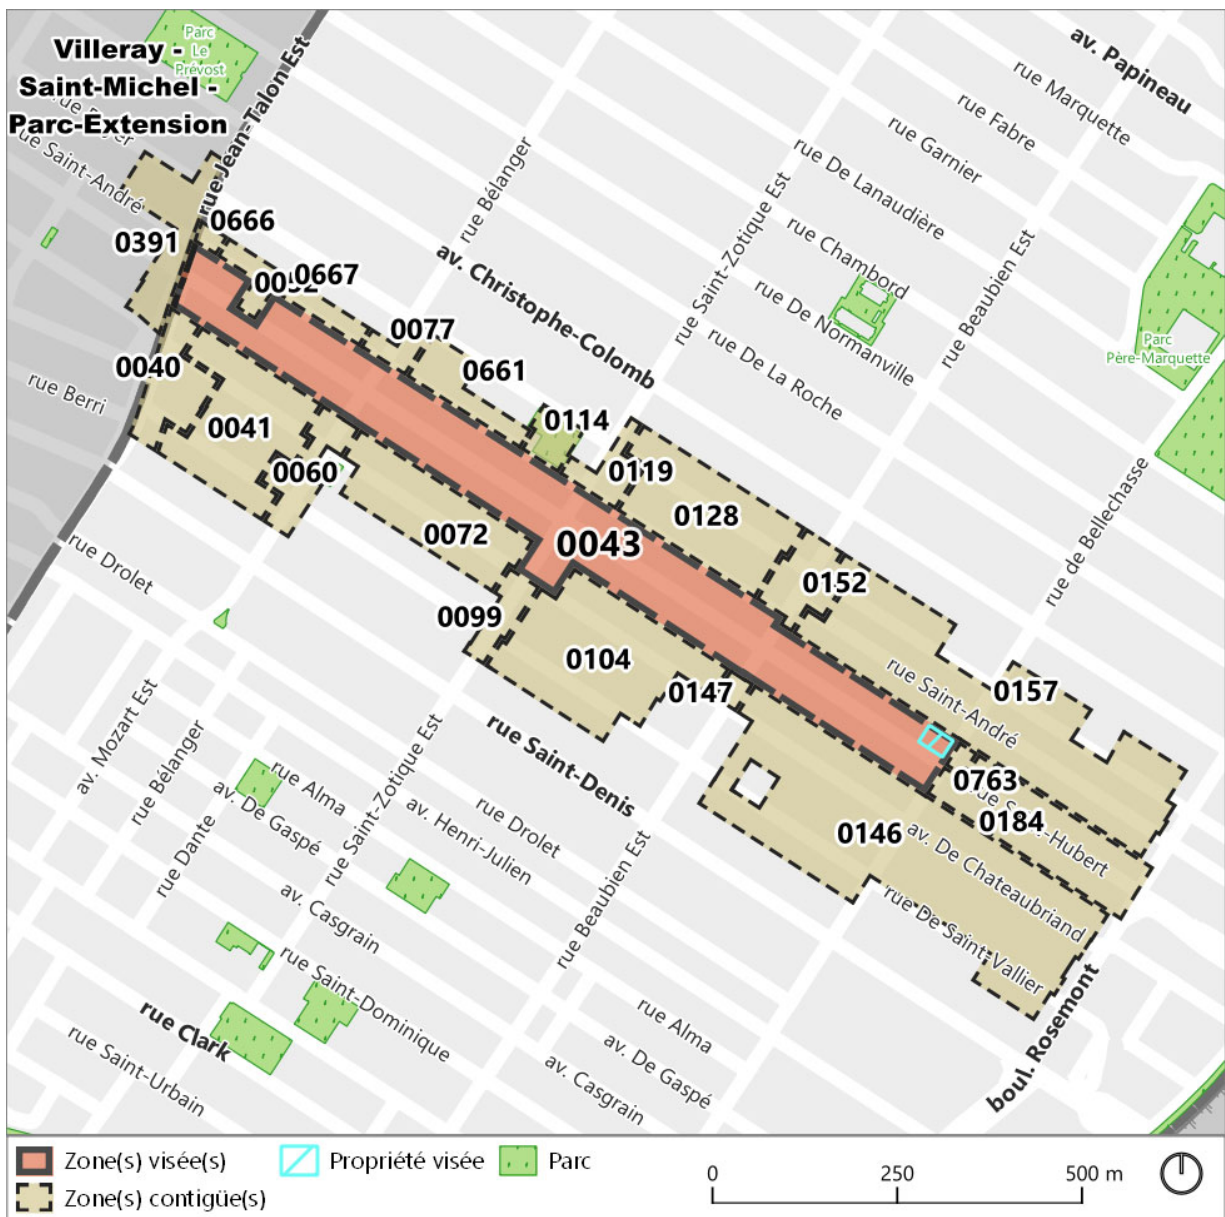 Parc
Le
Prévost
Villeray -
Saint-Michel -
Parc-Extension
rue Saint-André
rue Jean-Talon Est
av. Papineau
rue Marquette
rue Fabre
rue Garnier
rue De Lanaudière
rue Chambord
rue De Normanville
rue De La Roche
rue Bélanger
av. Christophe-Colomb
rue Saint-Zotique Est
rue Beaubien Est
rue de Bellechasse
Parc
Père-Marquette
0666
0391
0667
0077
0661
0040
0041
0060
0114
0119
0128
0072
0043
0152
0099
0104
0147
0157
rue Berri
rue Drolet
rue Saint-André
0763
0184
0146
rue Saint-Hubert
av. De Chateaubriand
rue De Saint-Vallier
boul. Rosemont
av. Mozart Est
rue Bélanger
rue Dante
rue Alma
av. De Gaspé
rue Saint-Zotique Est
rue Saint-Denis
rue Drolet
av. Henri-Julien
av. Casgrain
rue Beaubien Est
rue Saint-Dominique
rue Clark
rue Saint-Urbain
rue Alma
av. De Gaspé
av. Casgrain
Zone(s) visée(s)
Propriété visée
Parc
Zone(s) contigüe(s)
0
250
500 m